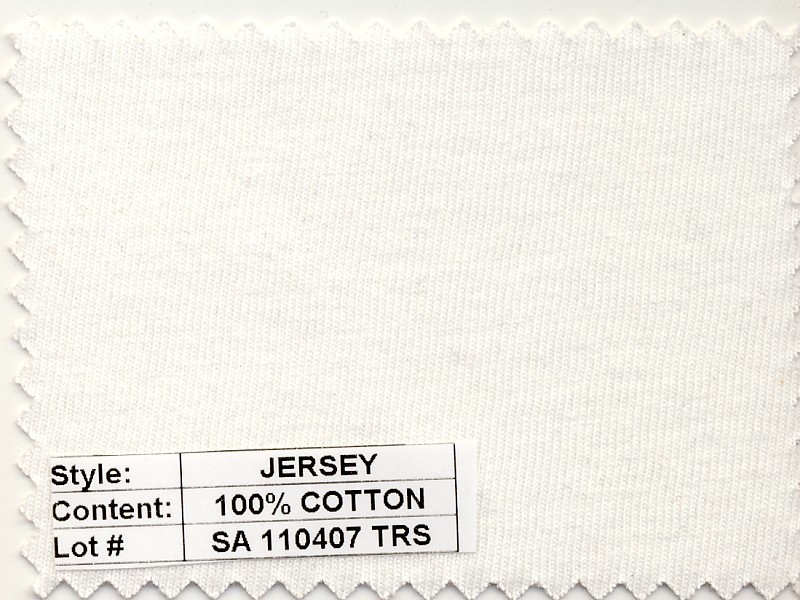 Style: JERSEY
Content: 100% COTTON
Lot # SA 110407 TRS